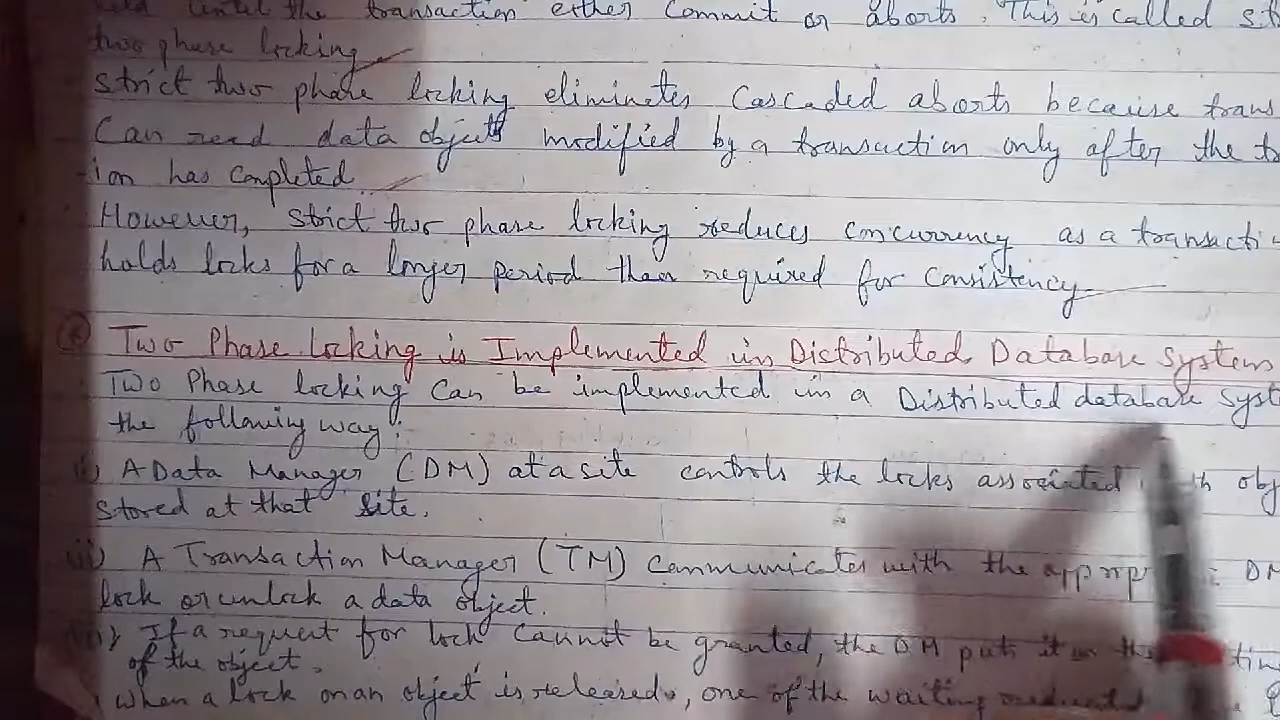 until the transaction either Commit or aborts. This is called
two phase locking
Strict two phase locking eliminates Cascaded aborts because trans
Can read data objects modified by a transaction only after the
ion has completed
However, Strict two phase locking reduces concurrency as a transacti
holds locks for a longer period than required for Consistency
Two Phase locking is Implemented in Distributed Database System
Two Phase locking Can be implemented in a Distributed database Syst
the following way:
i) A Data Manager (DM) at a site controls the locks associated obj
stored at that site.
ii) A Transaction Manager (TM) Communicates with the DM
lock or unlock a data object.
iii) If a request for lock cannot be granted, the DM puts it on the
of the object.
When a lock on an object is released, one of the waiting